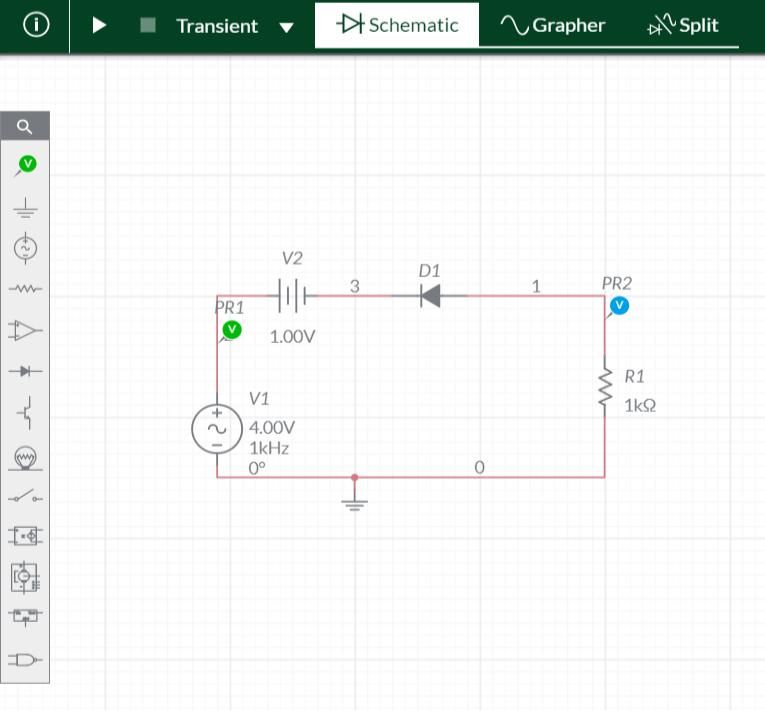 Transient
Schematic
Grapher
Split
V
V2
3
D1
1
PR2
V
PR1
V
1.00V
R1
1kΩ
V1
4.00V
1kHz
0°
0